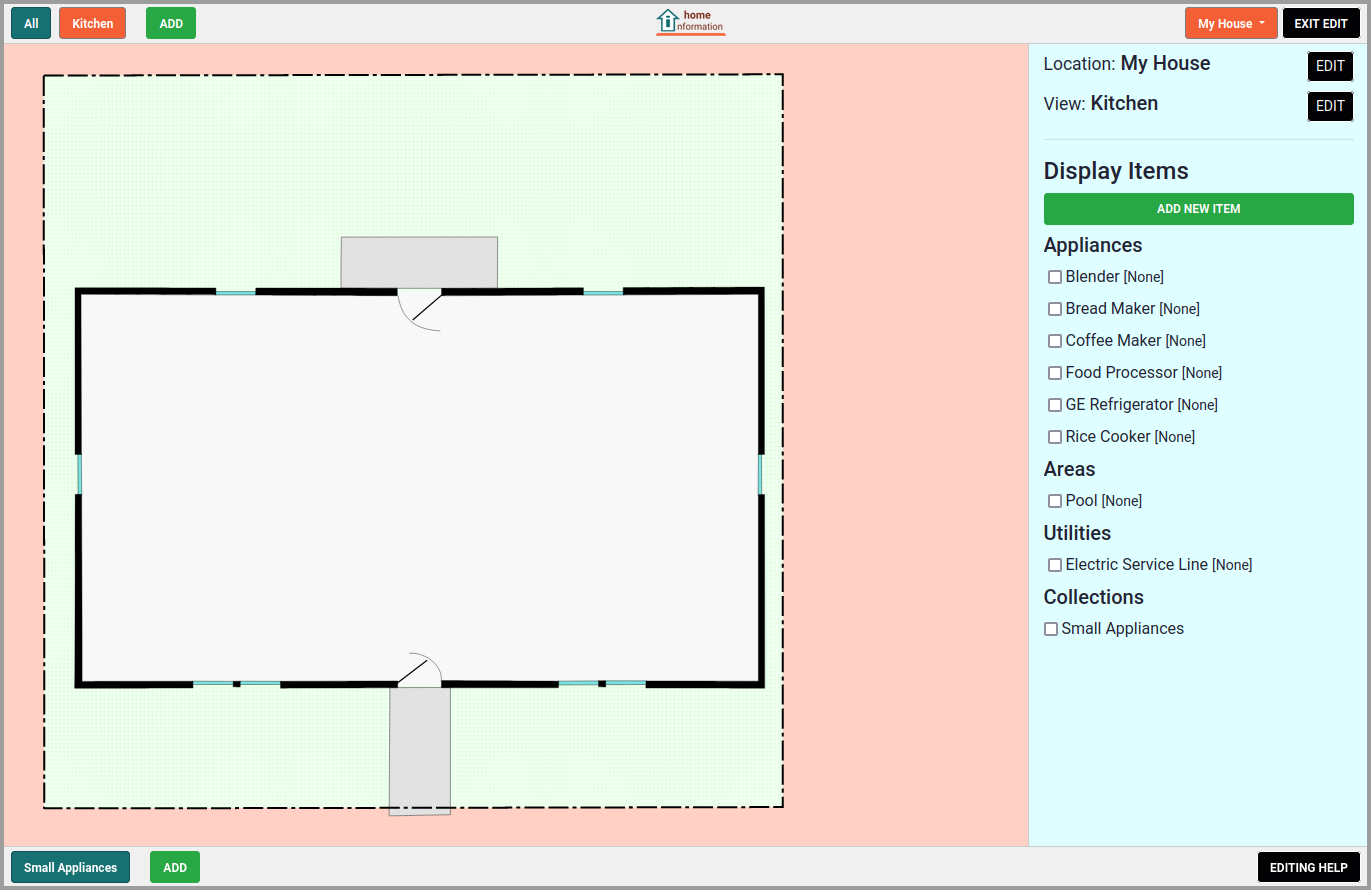 All
Kitchen
ADD
home
information
My House
EXIT EDIT
Location: My House
EDIT
View: Kitchen
EDIT
Display Items
ADD NEW ITEM
Appliances
Blender [None]
Bread Maker [None]
Coffee Maker [None]
Food Processor [None]
GE Refrigerator [None]
Rice Cooker [None]
Areas
Pool [None]
Utilities
Electric Service Line [None]
Collections
Small Appliances
Small Appliances
ADD
EDITING HELP